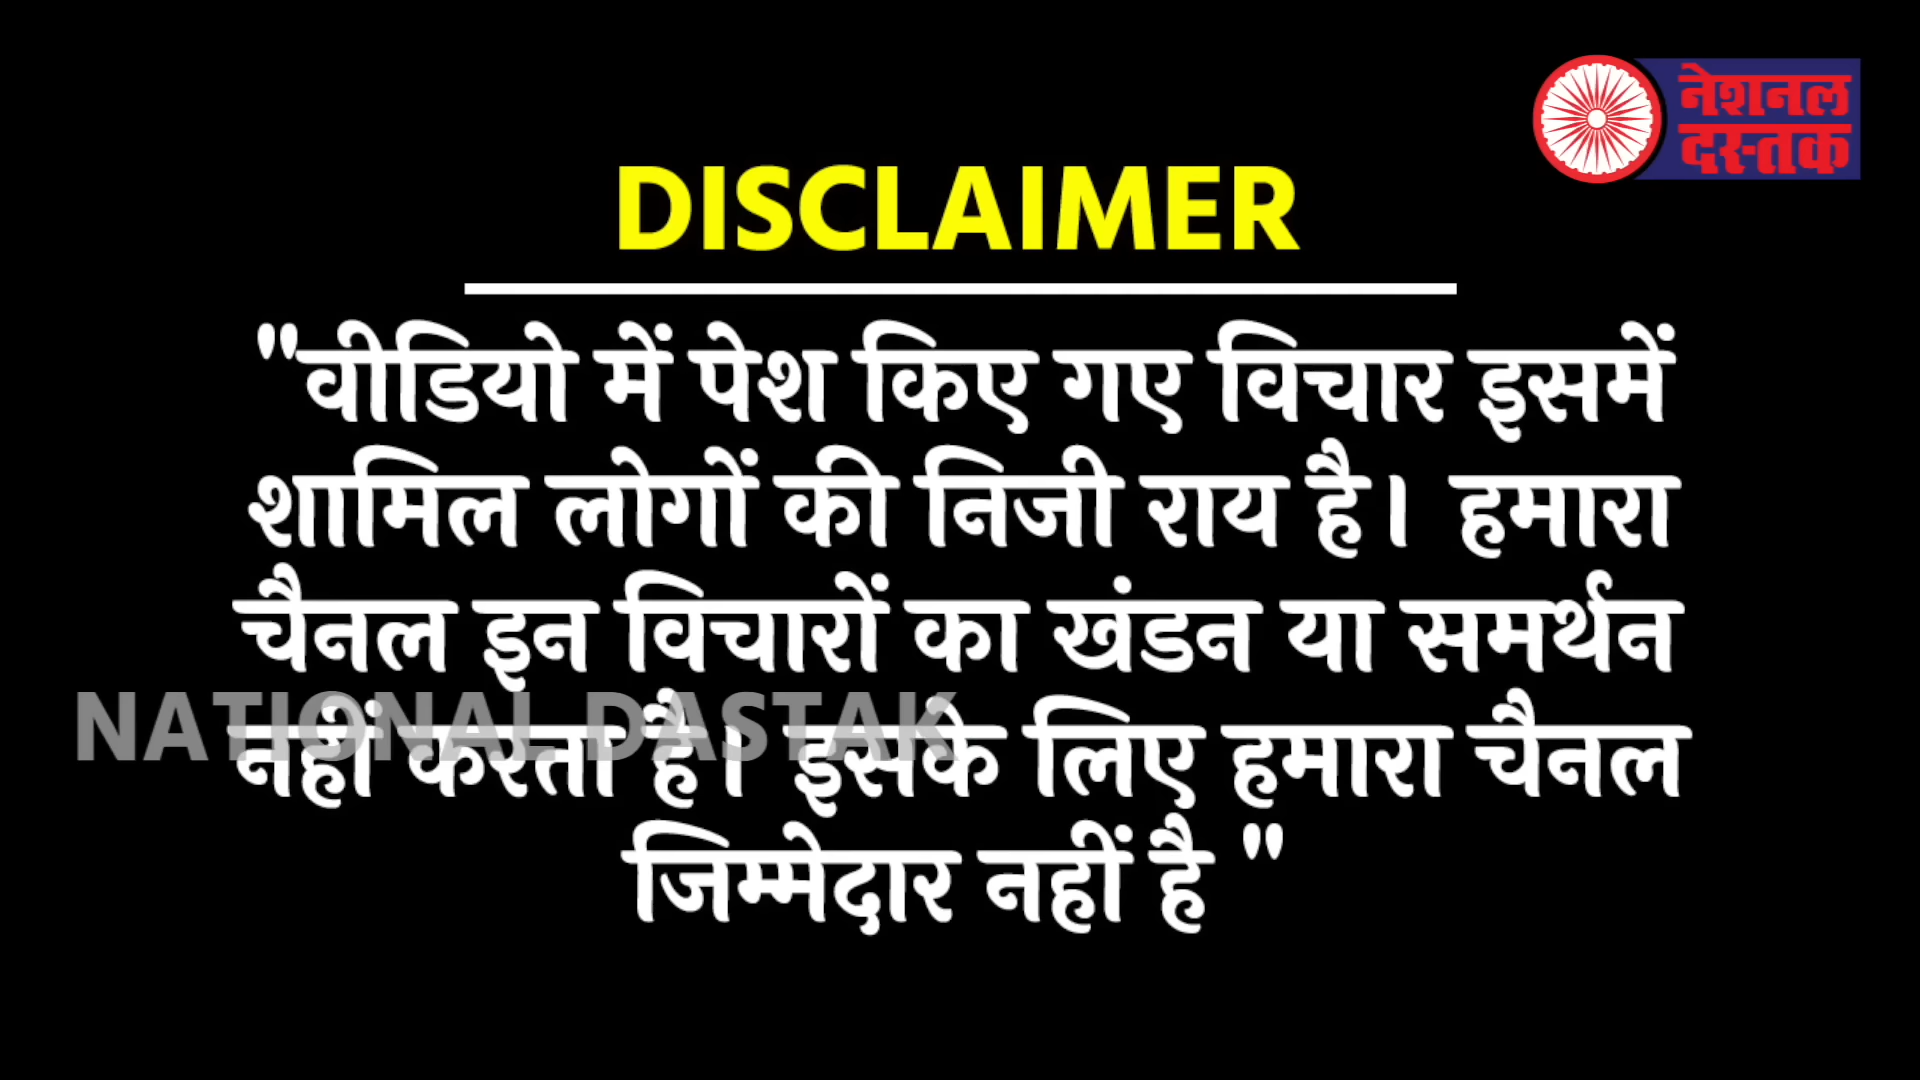 नेशनल
दस्तक
DISCLAIMER
"वीडियो में पेश किए गए विचार इसमें
शामिल लोगों की निजी राय है। हमारा
चैनल इन विचारों का खंडन या समर्थन
नहीं करता है। इसके लिए हमारा चैनल
जिम्मेदार नहीं है "
NATIONAL DASTAK